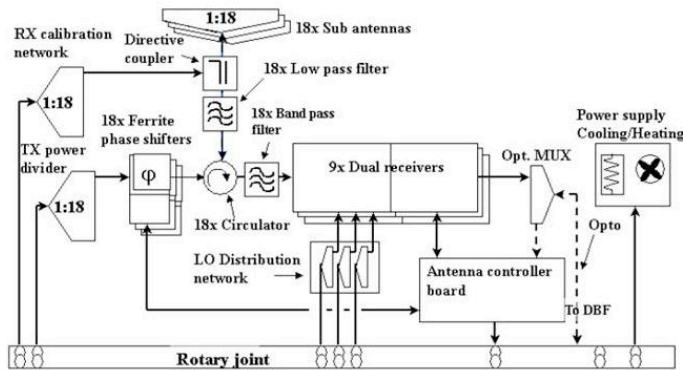 1:18
RX calibration
network
18x Sub antennas
Directive
coupler
18x Low pass filter
1:18
18x Ferrite
phase shifters
18x Band pass
filter
Power supply
Cooling/Heating
TX power
divider
Opt. MUX
9x Dual receivers
φ
1:18
18x Circulator
Opto
LO Distribution
network
Antenna controller
board
To DBF
Rotary joint